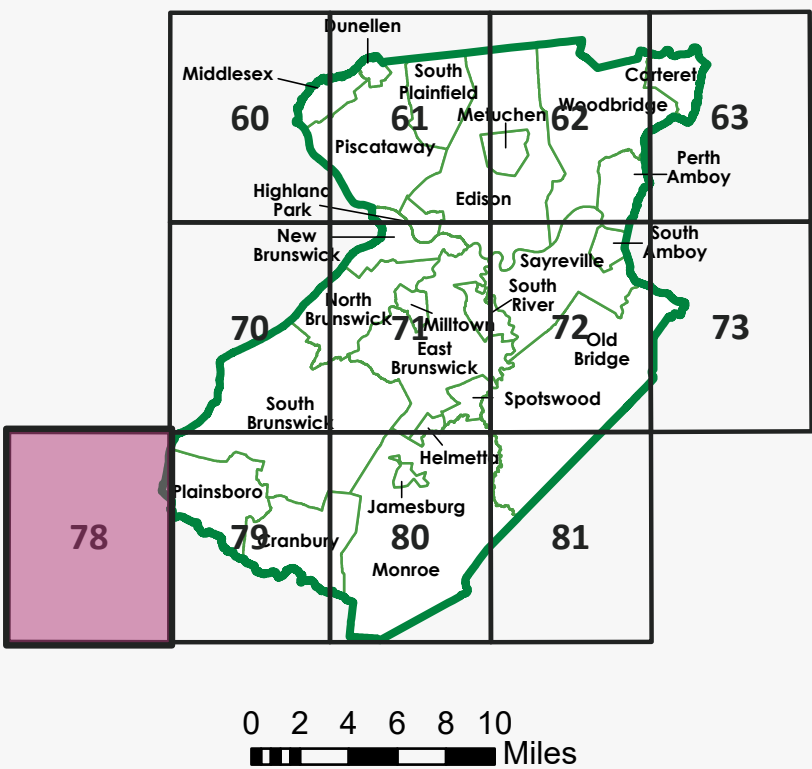 Dunellen
Middlesex
South
Plainfield
Carteret
Woodbridge
60
61
Metuchen
62
63
Piscataway
Perth
Amboy
Highland
Park
Edison
New
Brunswick
South
Amboy
Sayreville
South
River
North
Brunswick
70
71
Milltown
72
73
Old
Bridge
East
Brunswick
South
Brunswick
Spotswood
Helmetta
Plainsboro
Jamesburg
78
79
Cranbury
80
81
Monroe
0 2 4 6 8 10
Miles